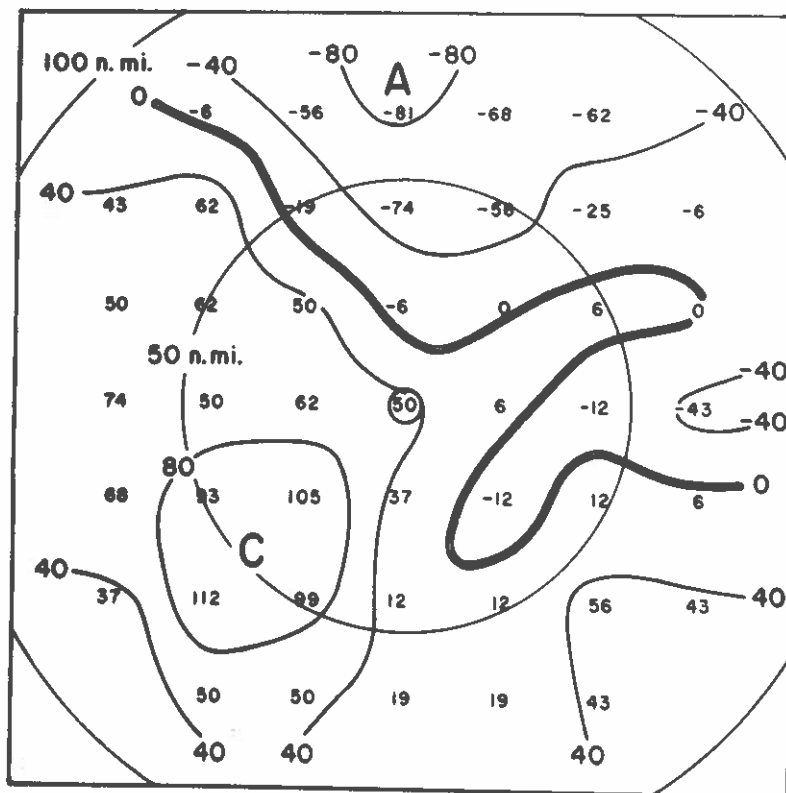 -80 A -80
100 n. mi. -40
0 -6 -56 -81 -68 -62 -40
40 43 62 -19 -74 -56 -25 -6
50 62 50 -6 0 6 0
50 n. mi.
-40
74 50 62 50 6 -12 -43 -40
80
68 93 105 37 -12 12 6 0
C
40 37 112 99 12 12 56 43 40
50 50 19 19 43
40 40 40